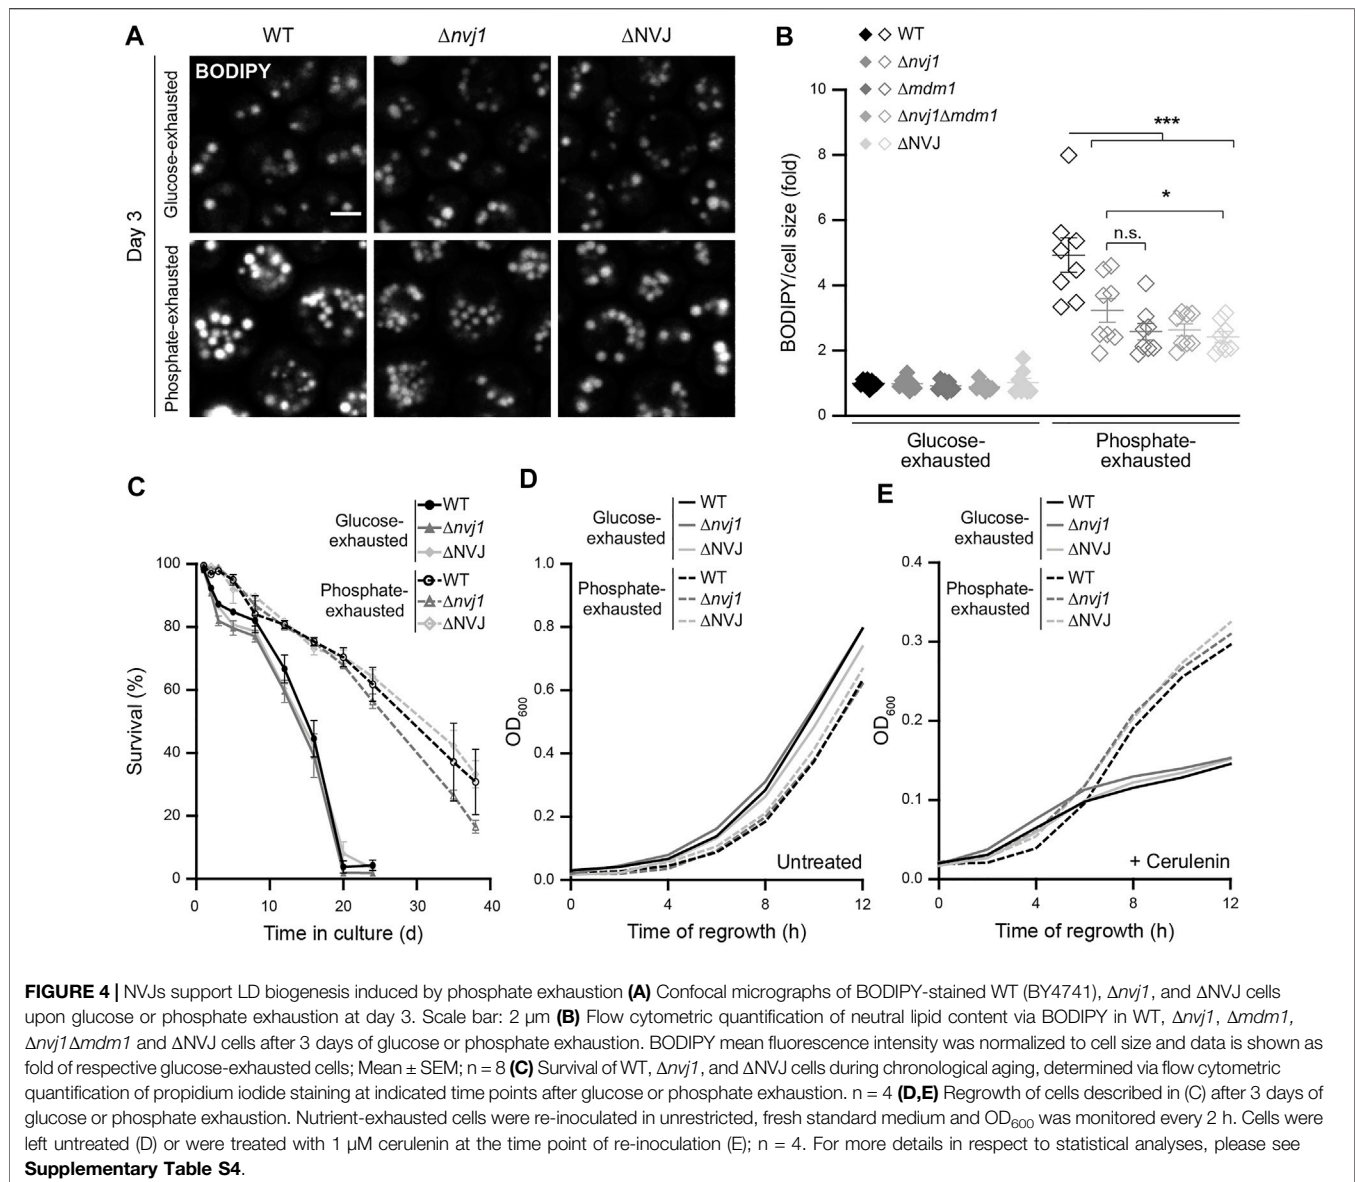 A
WT
Δnvj1
ΔNVJ
BODIPY
Day 3
Glucose-exhausted
Phosphate-exhausted
B
WT
Δnvj1
Δmdm1
Δnvj1Δmdm1
ΔNVJ
BODIPY/cell size (fold)
10
8
6
4
2
0
***
*
n.s.
Glucose-
exhausted
Phosphate-
exhausted
C
Glucose-
exhausted
WT
Δnvj1
ΔNVJ
Phosphate-
exhausted
WT
Δnvj1
ΔNVJ
Survival (%)
100
80
60
40
20
0
0
10
20
30
40
Time in culture (d)
D
Glucose-
exhausted
WT
Δnvj1
ΔNVJ
Phosphate-
exhausted
WT
Δnvj1
ΔNVJ
OD600
1.0
0.8
0.6
0.4
0.2
0.0
Untreated
0
4
8
12
Time of regrowth (h)
E
Glucose-
exhausted
WT
Δnvj1
ΔNVJ
Phosphate-
exhausted
WT
Δnvj1
ΔNVJ
OD600
0.4
0.3
0.2
0.1
0.0
+ Cerulenin
0
4
8
12
Time of regrowth (h)
FIGURE 4 | NVJs support LD biogenesis induced by phosphate exhaustion (A) Confocal micrographs of BODIPY-stained WT (BY4741), Δnvj1, and ΔNVJ cells
upon glucose or phosphate exhaustion at day 3. Scale bar: 2 μm (B) Flow cytometric quantification of neutral lipid content via BODIPY in WT, Δnvj1, Δmdm1,
Δnvj1Δmdm1 and ΔNVJ cells after 3 days of glucose or phosphate exhaustion. BODIPY mean fluorescence intensity was normalized to cell size and data is shown as
fold of respective glucose-exhausted cells; Mean ± SEM; n = 8 (C) Survival of WT, Δnvj1, and ΔNVJ cells during chronological aging, determined via flow cytometric
quantification of propidium iodide staining at indicated time points after glucose or phosphate exhaustion. n = 4 (D,E) Regrowth of cells described in (C) after 3 days of
glucose or phosphate exhaustion. Nutrient-exhausted cells were re-inoculated in unrestricted, fresh standard medium and OD600 was monitored every 2 h. Cells were
left untreated (D) or were treated with 1 μM cerulenin at the time point of re-inoculation (E); n = 4. For more details in respect to statistical analyses, please see
Supplementary Table S4.